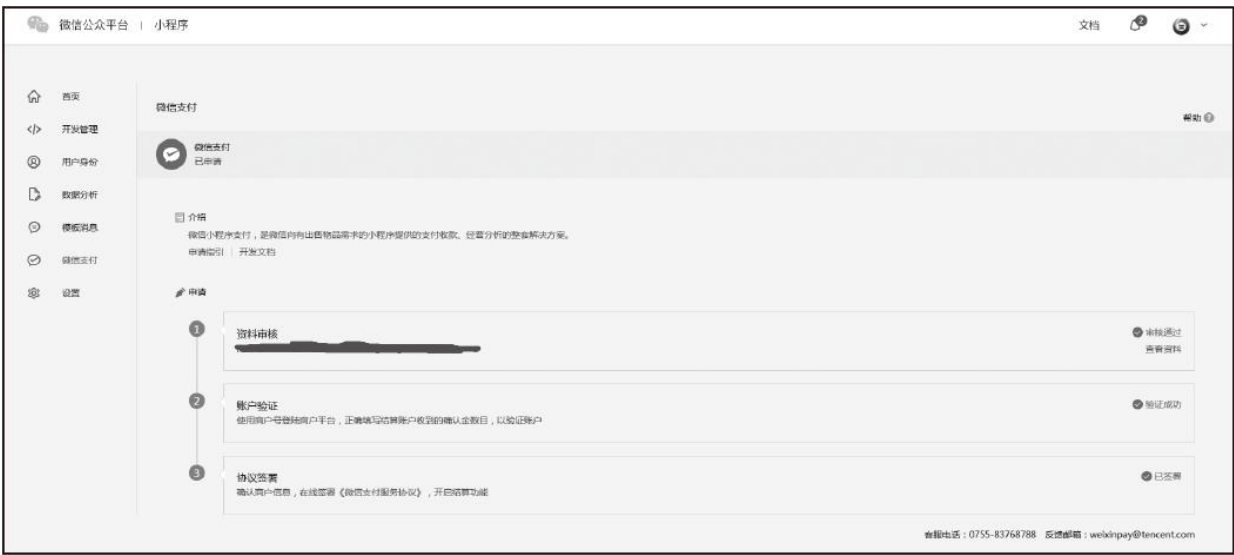 微信公众平台 | 小程序
文档
2
首页
开发管理
用户身份
数据分析
模板消息
微信支付
设置
微信支付
帮助
微信支付
已申请
介绍
微信小程序支付，是微信向有出售物品需求的小程序提供的支付收款、经营分析的整套解决方案。
申请指引 | 开发文档
申请
1
资料审核
审核通过
查看资料
2
账户验证
使用商户号登陆商户平台，正确填写结算账户收到的确认金数目，以验证账户
验证成功
3
协议签署
确认商户信息，在线签署《微信支付服务协议》，开启结算功能
已签署
客服电话：0755-83768788 反馈邮箱：weixinpay@tencent.com